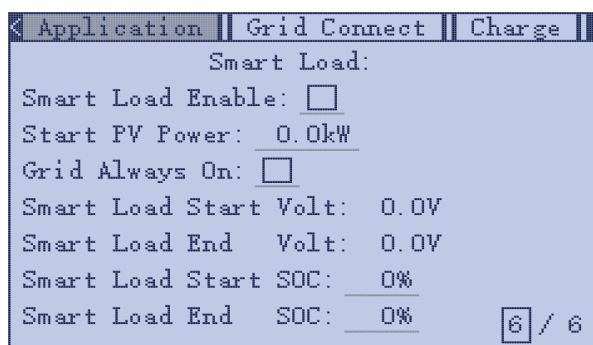 < Application Grid Connect Charge
Smart Load:
Smart Load Enable:
Start PV Power: 0.0kW
Grid Always On:
Smart Load Start Volt: 0.0V
Smart Load End Volt: 0.0V
Smart Load Start SOC: 0%
Smart Load End SOC: 0%
6 / 6